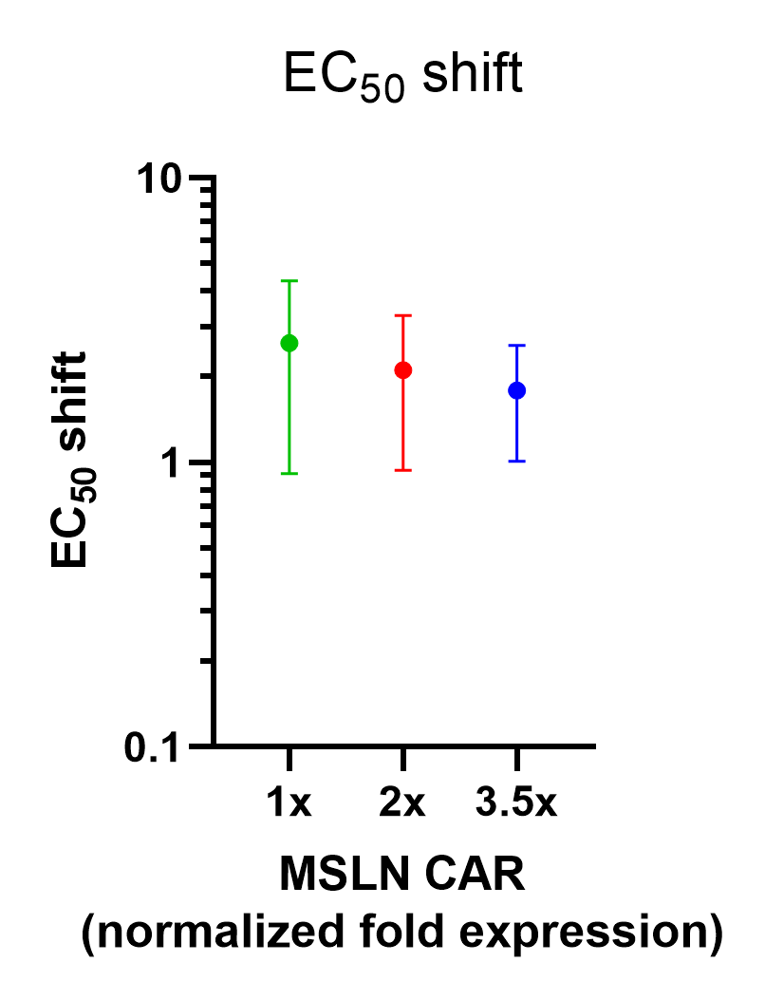 EC₅₀ shift
10
1
0.1
EC₅₀ shift
1x 2x 3.5x
MSLN CAR
(normalized fold expression)